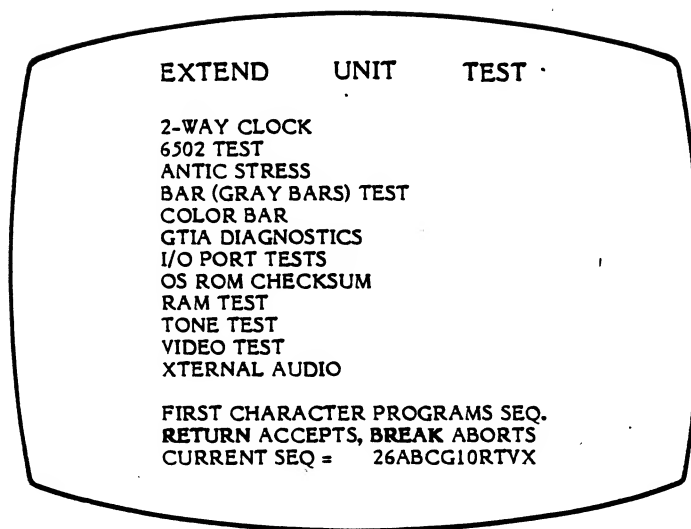 EXTEND UNIT TEST
2-WAY CLOCK
6502 TEST
ANTIC STRESS
BAR (GRAY BARS) TEST
COLOR BAR
GTIA DIAGNOSTICS
I/O PORT TESTS
OS ROM CHECKSUM
RAM TEST
TONE TEST
VIDEO TEST
XTERNAL AUDIO
FIRST CHARACTER PROGRAMS SEQ.
RETURN ACCEPTS, BREAK ABORTS
CURRENT SEQ = 26ABCG1ORTVX